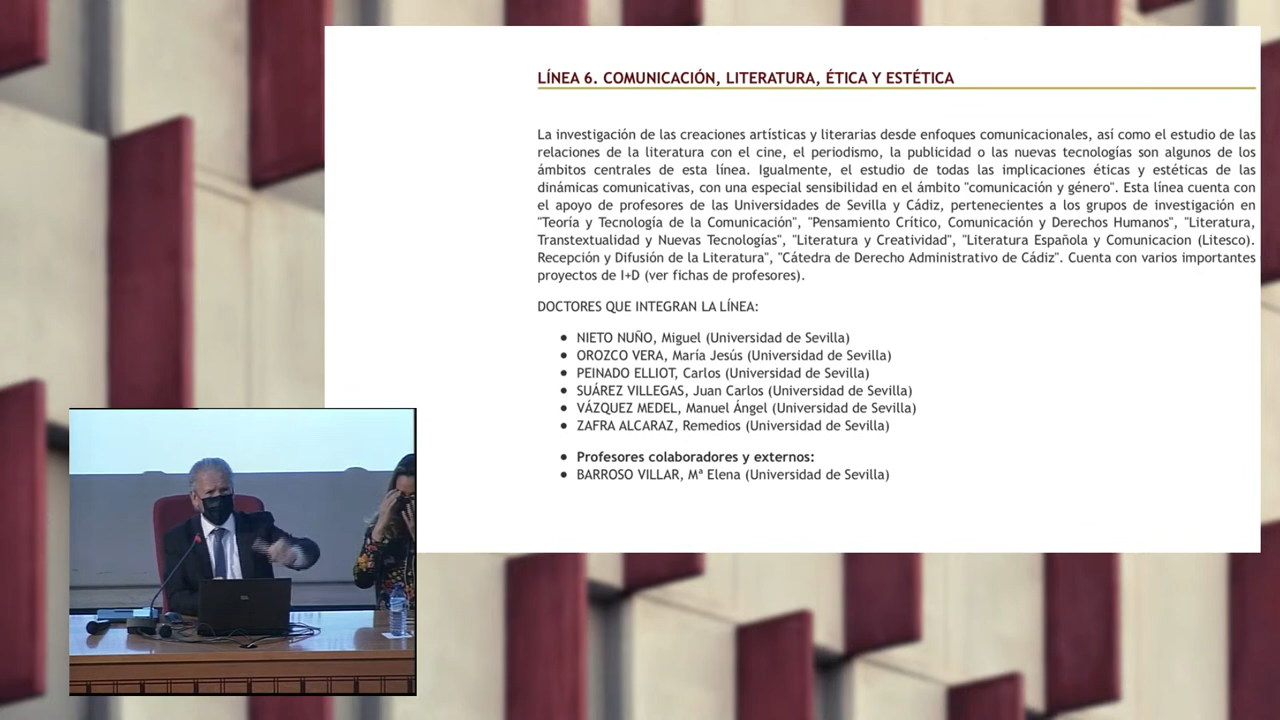 LÍNEA 6. COMUNICACIÓN, LITERATURA, ÉTICA Y ESTÉTICA
La investigación de las creaciones artísticas y literarias desde enfoques comunicacionales, así como el estudio de las
relaciones de la literatura con el cine, el periodismo, la publicidad o las nuevas tecnologías son algunos de los
ámbitos centrales de esta línea. Igualmente, el estudio de todas las implicaciones éticas y estéticas de las
dinámicas comunicativas, con una especial sensibilidad en el ámbito "comunicación y género". Esta línea cuenta con
el apoyo de profesores de las Universidades de Sevilla y Cádiz, pertenecientes a los grupos de investigación en
"Teoría y Tecnología de la Comunicación", "Pensamiento Crítico, Comunicación y Derechos Humanos", "Literatura,
Transtextualidad y Nuevas Tecnologías", "Literatura y Creatividad", "Literatura Española y Comunicacion (Litesco).
Recepción y Difusión de la Literatura", "Cátedra de Derecho Administrativo de Cádiz". Cuenta con varios importantes
proyectos de I+D (ver fichas de profesores).
DOCTORES QUE INTEGRAN LA LÍNEA:
• NIETO NUÑO, Miguel (Universidad de Sevilla)
• OROZCO VERA, María Jesús (Universidad de Sevilla)
• PEINADO ELLIOT, Carlos (Universidad de Sevilla)
• SUÁREZ VILLEGAS, Juan Carlos (Universidad de Sevilla)
• VÁZQUEZ MEDEL, Manuel Ángel (Universidad de Sevilla)
• ZAFRA ALCARAZ, Remedios (Universidad de Sevilla)
• Profesores colaboradores y externos:
• BARROSO VILLAR, Mª Elena (Universidad de Sevilla)